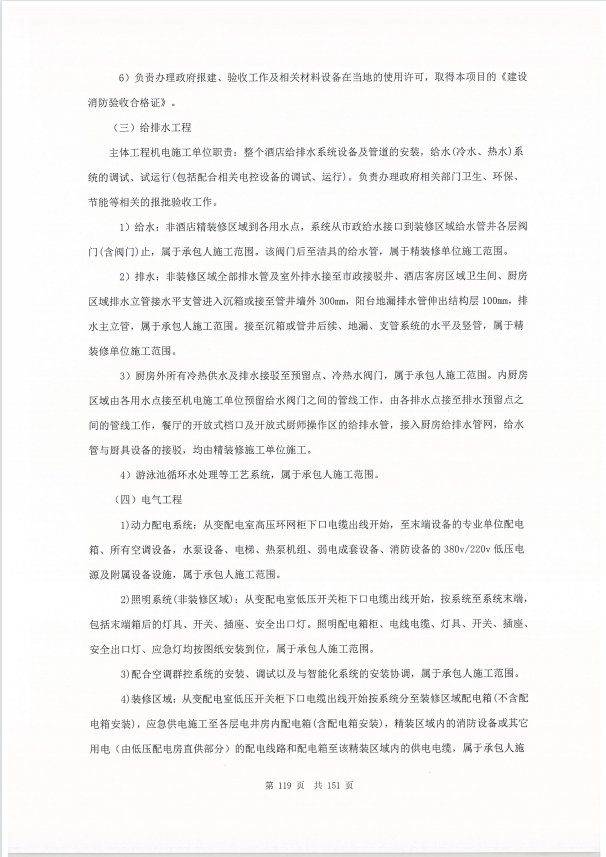 6）负责办理政府报建、验收工作及相关材料设备在当地的使用许可，取得本项目的《建设
消防验收合格证》。
（三）给排水工程
主体工程机电施工单位职责：整个酒店给排水系统设备及管道的安装，给水(冷水、热水)系
统的调试、试运行(包括配合相关电控设备的调试、运行)。负责办理政府相关部门卫生、环保、
节能等相关的报批验收工作。
1）给水：非酒店精装修区域到各用水点，系统从市政给水接口到装修区域给水管井各层阀
门(含阀门)止，属于承包人施工范围。该阀门后至洁具的给水管，属于精装修单位施工范围。
2）排水：非装修区域全部排水管及室外排水接至市政接驳井、酒店客房区域卫生间、厨房
区域排水立管接水平支管进入沉箱或接至管井墙外 300mm，阳台地漏排水管伸出结构层 100mm，排
水主立管，属于承包人施工范围。接至沉箱或管井后续、地漏、支管系统的水平及竖管，属于精
装修单位施工范围。
3）厨房外所有冷热供水及排水接驳至预留点、冷热水阀门，属于承包人施工范围。内厨房
区域由各用水点接至机电施工单位预留给水阀门之间的管线工作，由各排水点接至排水预留点之
间的管线工作，餐厅的开放式档口及开放式厨师操作区的给排水管，接入厨房给排水管网，给水
管与厨具设备的接驳，均由精装修施工单位施工。
4）游泳池循环水处理等工艺系统，属于承包人施工范围。
（四）电气工程
1)动力配电系统：从变配电室高压环网柜下口电缆出线开始，至末端设备的专业单位配电
箱、所有空调设备，水泵设备、电梯、热泵机组、弱电成套设备、消防设备的 380v/220v 低压电
源及附属设备设施，属于承包人施工范围。
2)照明系统(非装修区域)：从变配电室低压开关柜下口电缆出线开始，按系统至系统末端，
包括末端箱后的灯具、开关、插座、安全出口灯。照明配电箱柜、电线电缆、灯具、开关、插座、
安全出口灯、应急灯均按图纸安装到位，属于承包人施工范围。
3)配合空调群控系统的安装、调试以及与智能化系统的安装协调，属于承包人施工范围。
4)装修区域：从变配电室低压开关柜下口电缆出线开始按系统分至装修区域配电箱(不含配
电箱安装)，应急供电施工至各层电井房内配电箱(含配电箱安装)，精装区域内的消防设备或其它
用电（由低压配电房直供部分）的配电线路和配电箱至该精装区域内的供电电缆，属于承包人施
第 119 页 共 151 页